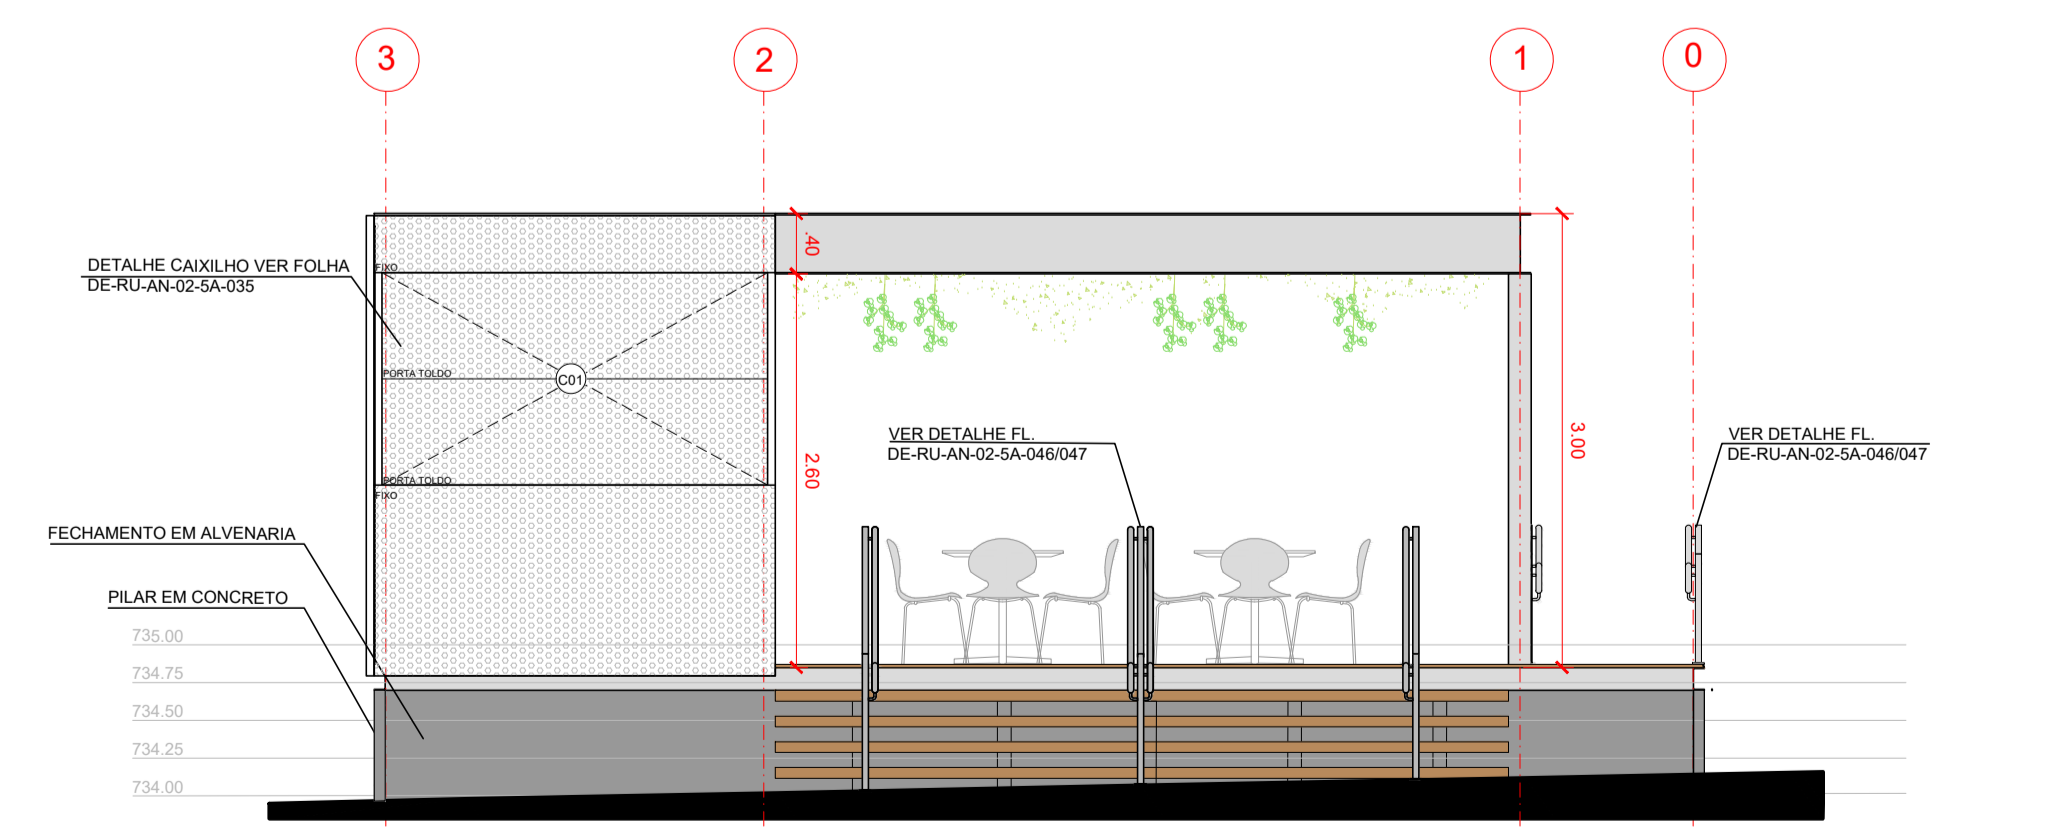 3
2
1
0
.40
DETALHE CAIXILHO VER FOLHA
DE-RU-AN-02-5A-035
FIXO
PORTA TOLDO
C01
3.00
VER DETALHE FL.
DE-RU-AN-02-5A-046/047
VER DETALHE FL.
DE-RU-AN-02-5A-046/047
2.60
PORTA TOLDO
FIXO
FECHAMENTO EM ALVENARIA
PILAR EM CONCRETO
735.00
734.75
734.50
734.25
734.00